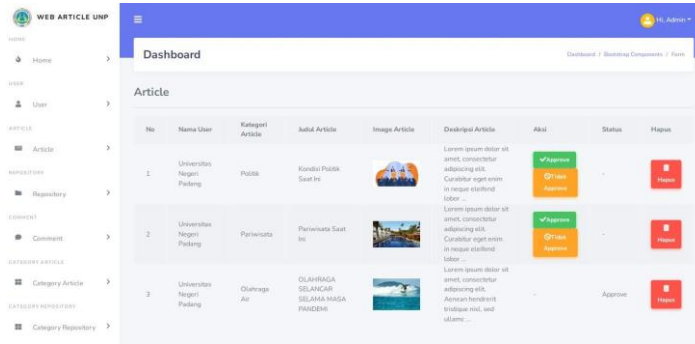 WEB ARTICLE UNP
Hi, Admin
HOME
Home
USER
User
ARTICLE
Article
REPOSITORY
Repository
COMMENT
Comment
CATEGORY ARTICLE
Category Article
CATEGORY REPOSITORY
Category Repository
Dashboard
Dashboard / Bootstrap Components / Form
Article
No Nama User Kategori Article Judul Article Image Article Deskripsi Article Aksi Status Hapus
1 Universitas Negeri Padang Politik Kondisi Politik Saat Ini
Lorem ipsum dolor sit
amet, consectetur
adipiscing elit.
Curabitur eget enim
in neque eleifend
lobor ...
Approve
Tidak Approve
-
Hapus
2 Universitas Negeri Padang Pariwisata Pariwisata Saat Ini
Lorem ipsum dolor sit
amet, consectetur
adipiscing elit.
Curabitur eget enim
in neque eleifend
lobor ...
Approve
Tidak Approve
-
Hapus
3 Universitas Negeri Padang Olahraga Air OLAHRAGA SELANCAR SELAMA MASA PANDEMI
Lorem ipsum dolor sit
amet, consectetur
adipiscing elit.
Aenean hendrerit
tristique nisl, sed
ullamc ...
-
Approve
Hapus